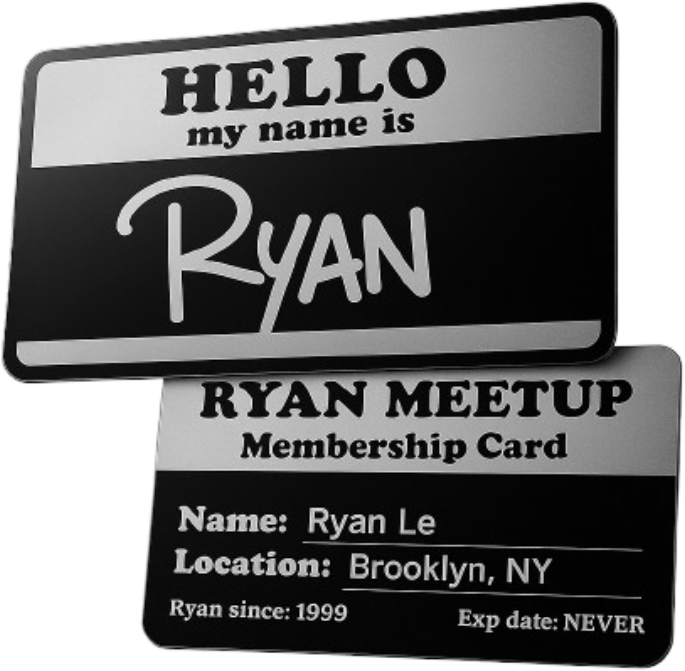 HELLO
my name is
RYAN
RYAN MEETUP
Membership Card
Name: Ryan Le
Location: Brooklyn, NY
Ryan since: 1999
Exp date: NEVER